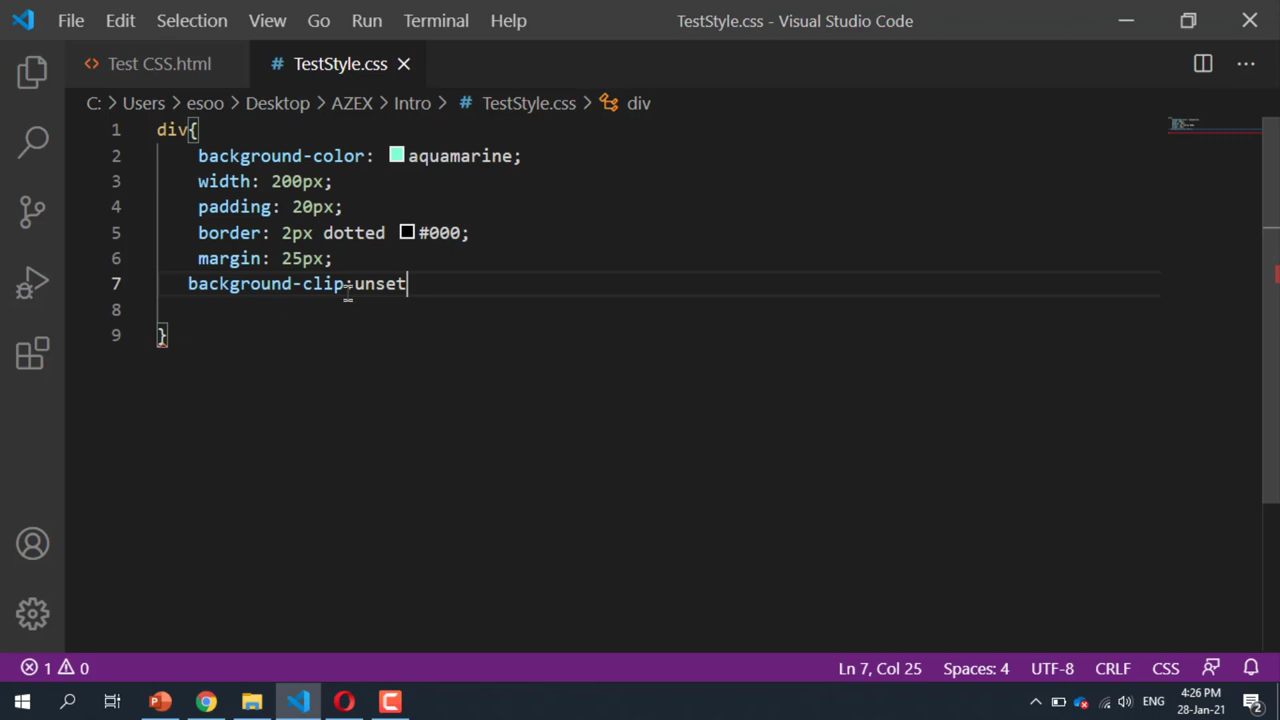 File Edit Selection View Go Run Terminal Help TestStyle.css - Visual Studio Code
Test CSS.html # TestStyle.css
C: > Users > esoo > Desktop > AZEX > Intro > # TestStyle.css > div
1 div{
2 background-color: aquamarine;
3 width: 200px;
4 padding: 20px;
5 border: 2px dotted #000;
6 margin: 25px;
7 background-clip:unset
8
9 }
1 0 Ln 7, Col 25 Spaces: 4 UTF-8 CRLF CSS
ENG 4:26 PM
28-Jan-21 2